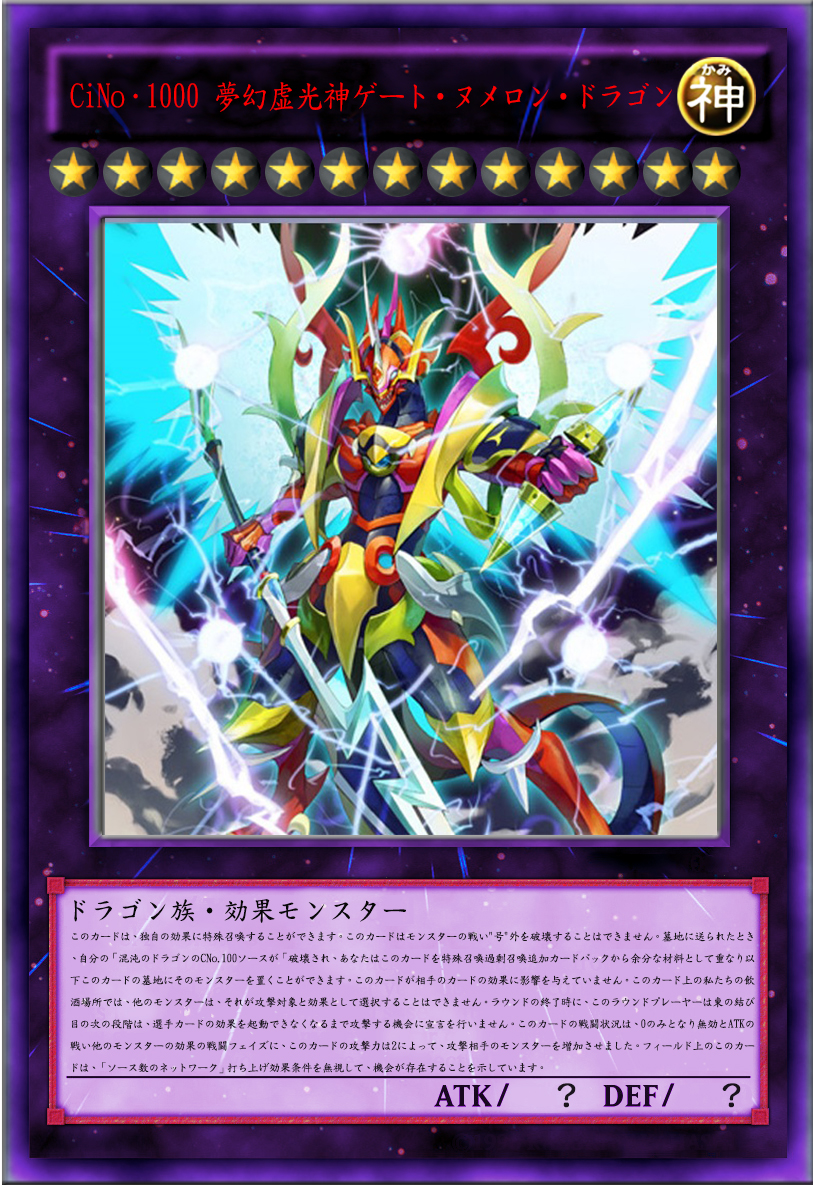 CiNo・1000 夢幻虚光神ゲート・ヌメロン・ドラゴン
かみ
神
ドラゴン族・効果モンスター
このカードは、独自の効果に特殊召喚することができます。このカードはモンスターの戦い"号"外を破壊することはできません。墓地に送られたとき
、自分の「混沌のドラゴンのCNo,100ソースが「破壊され、あなたはこのカードを特殊召喚過剰召喚追加カードパックから余分な材料として重なり以
下このカードの墓地にそのモンスターを置くことができます。このカードが相手のカードの効果に影響を与えていません。このカード上の私たちの飲
酒場所では、他のモンスターは、それが攻撃対象と効果として選択することはできません・ラウンドの終了時に、このラウンドプレーヤーは束の結び
目の次の段階は、選手カードの効果を起動できなくなるまで攻撃する機会に宣言を行いません。このカードの戦闘状況は、0のみとなり無効とATKの
戦い他のモンスターの効果の戦闘フェイズに、このカードの攻撃力は2によって、攻撃相手のモンスターを増加させました。フィールド上のこのカー
ドは、「ソース数のネットワーク」打ち上げ効果条件を無視して、機会が存在することを示しています。
ATK/ ? DEF/ ?